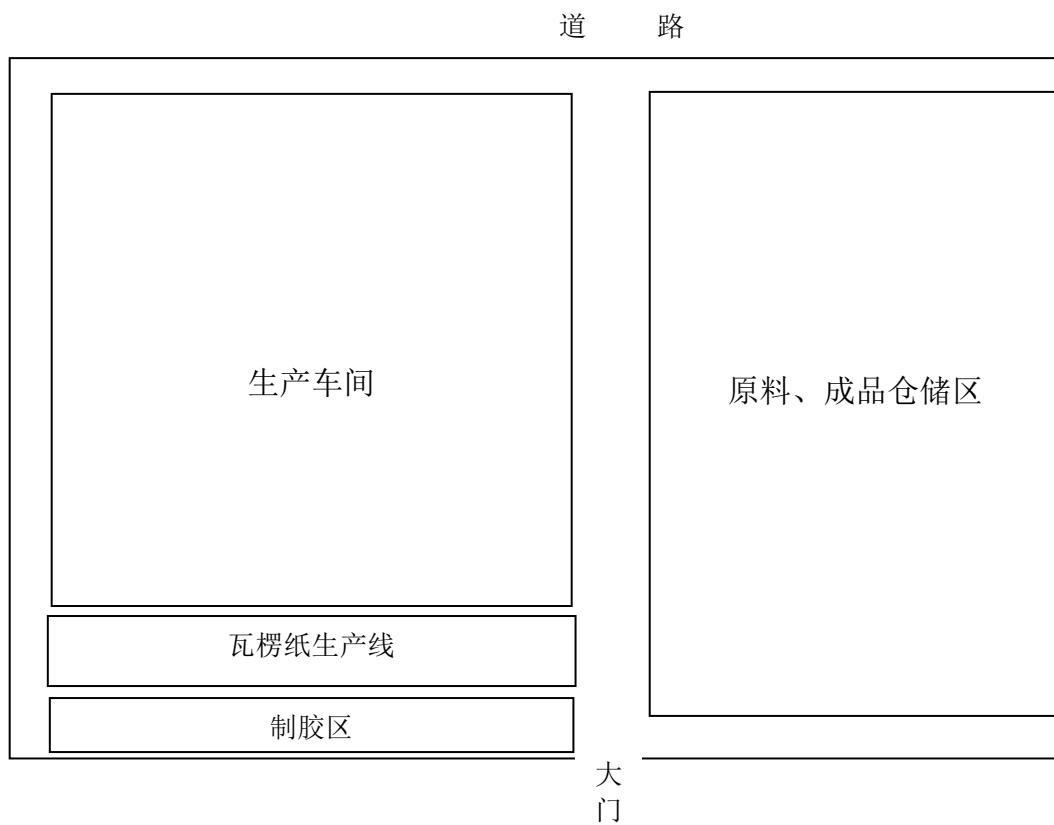 道 路
生产车间
原料、成品仓储区
瓦楞纸生产线
制胶区
大
门